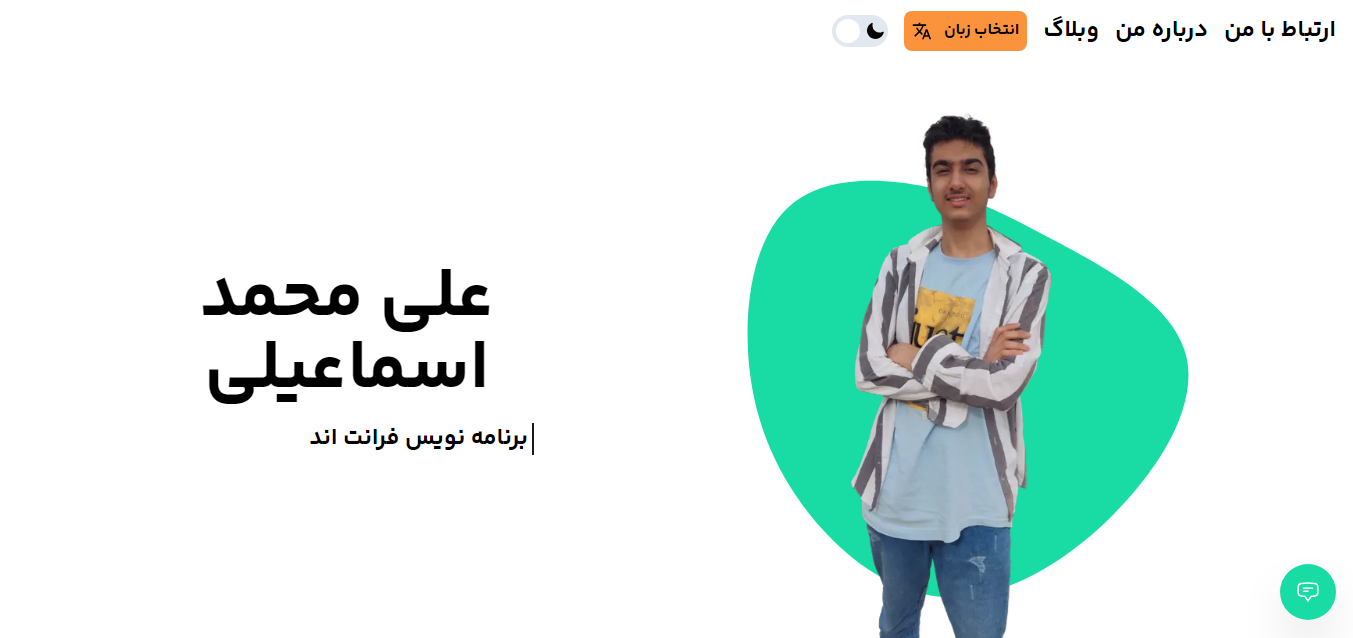 ارتباط با من
درباره من
وبلاگ
انتخاب زبان
علی محمد
اسماعیلی
برنامه نویس فرانت اند